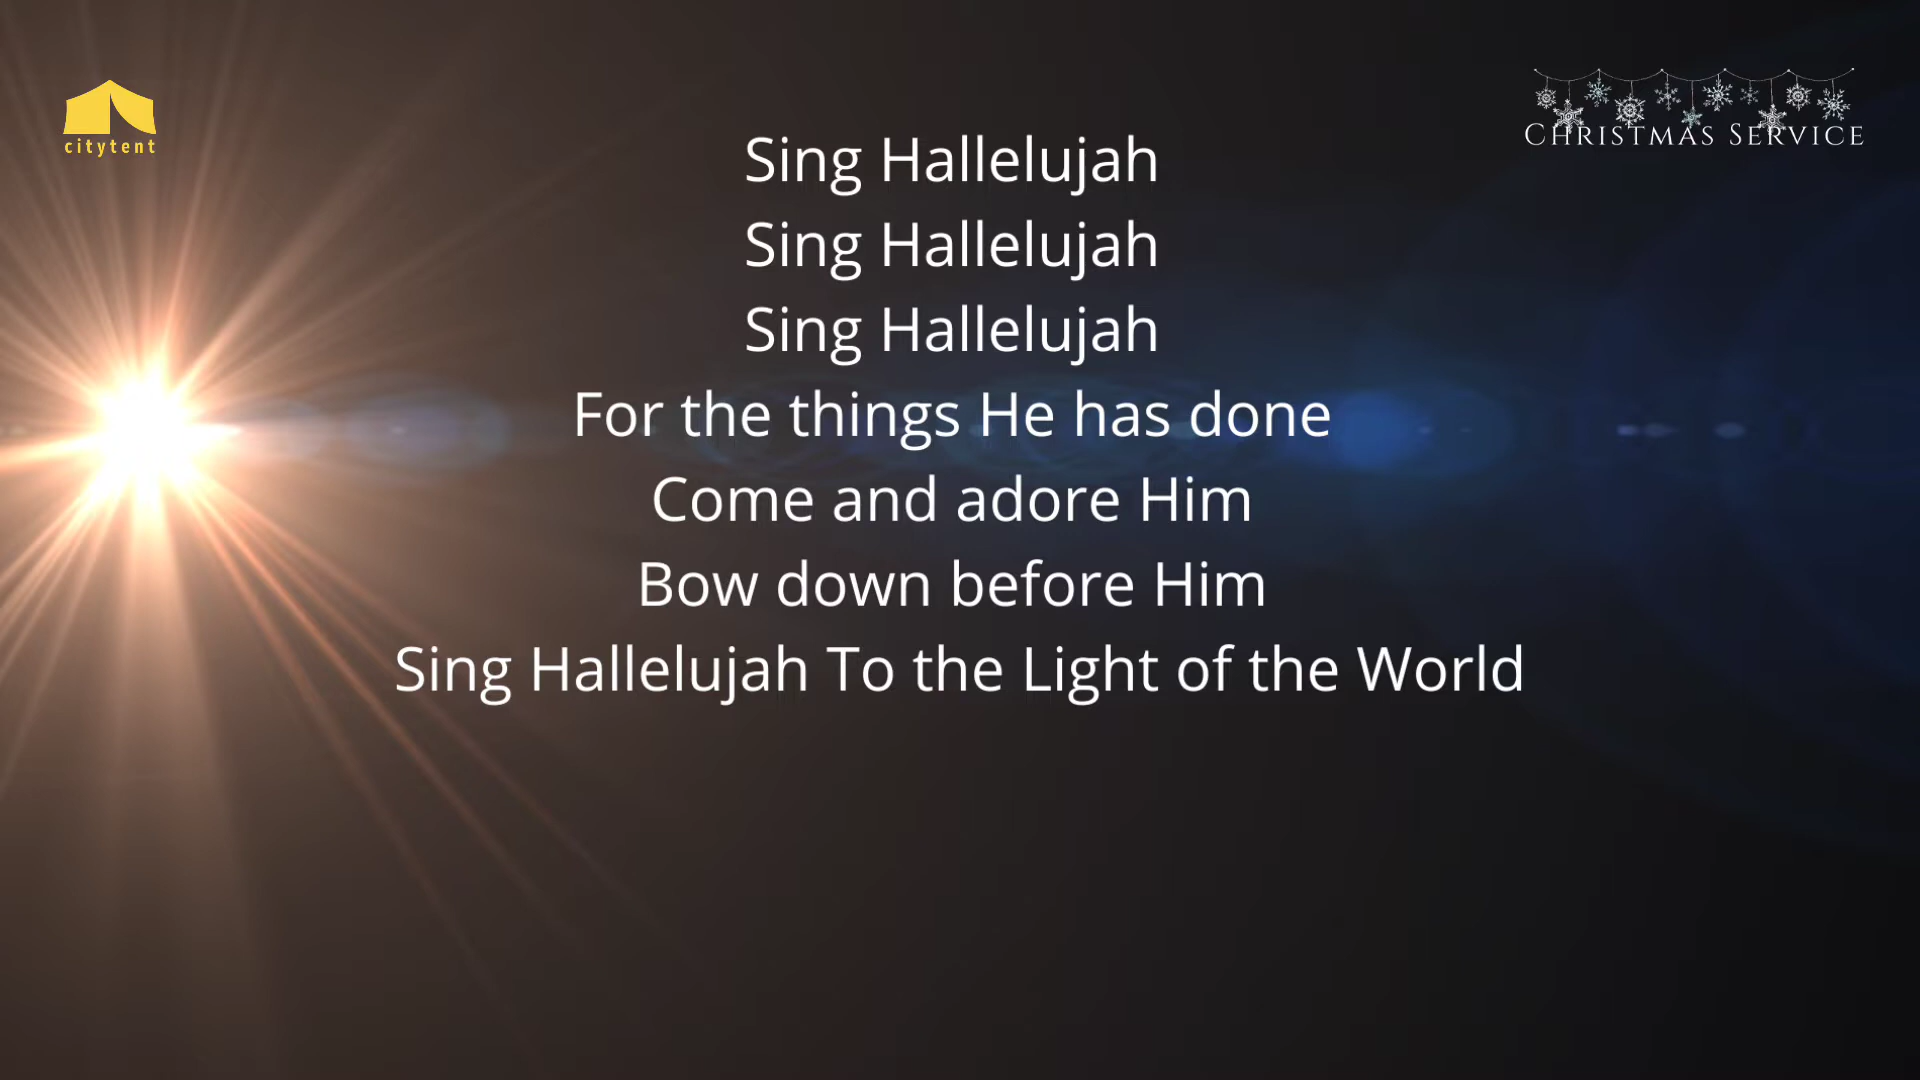 citytent
Christmas Service
Sing Hallelujah
Sing Hallelujah
Sing Hallelujah
For the things He has done
Come and adore Him
Bow down before Him
Sing Hallelujah To the Light of the World